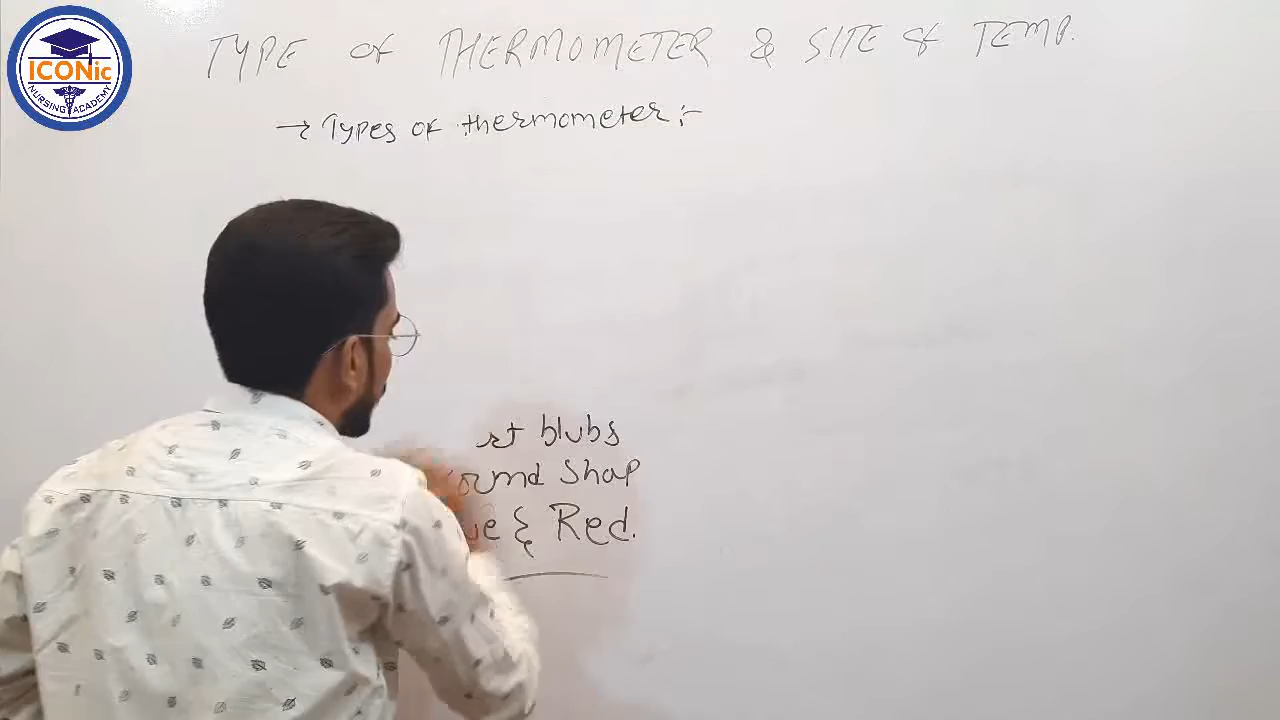 ICONic
NURSING ACADEMY
TYPE of THERMOMETER & SITE of TEMP.
→ Types of thermometer :-
blubs
Shap
& Red.